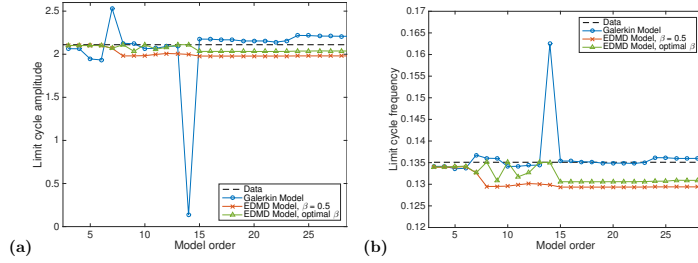 2.5
2
1.5
1
0.5
0
5
10
15
20
25
Limit cycle amplitude
Model order
Data
Galerkin Model
EDMD Model, β = 0.5
EDMD Model, optimal β
(a)
0.17
0.165
0.16
0.155
0.15
0.145
0.14
0.135
0.13
0.125
0.12
5
10
15
20
25
Limit cycle frequency
Model order
Data
Galerkin Model
EDMD Model, β = 0.5
EDMD Model, optimal β
(b)